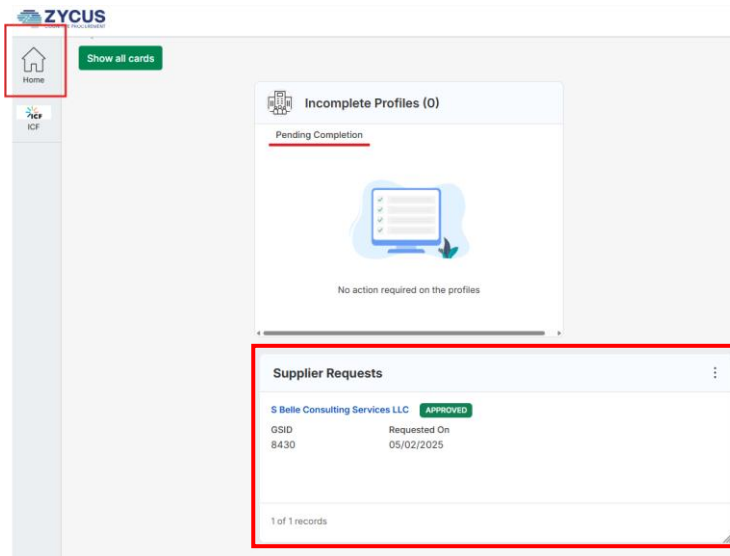 ZYCUS
Show all cards
Home
ICF
ICF
Incomplete Profiles (0)
Pending Completion
No action required on the profiles
Supplier Requests
S Belle Consulting Services LLC APPROVED
GSID Requested On
8430 05/02/2025
1 of 1 records